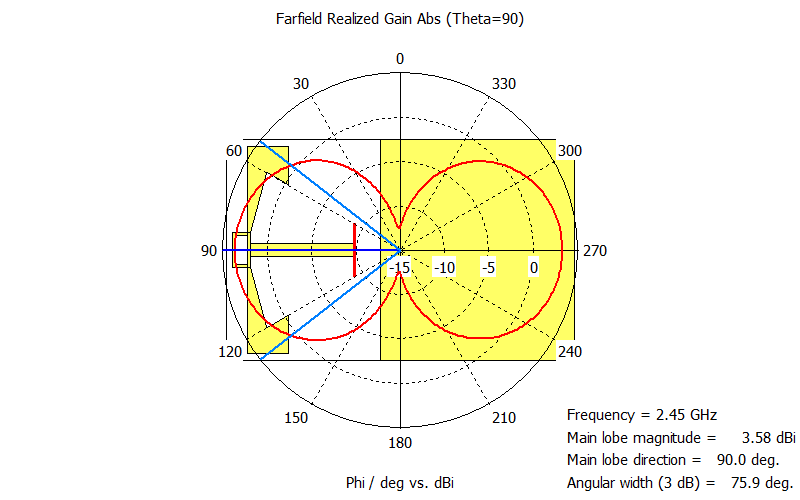 Farfield Realized Gain Abs (Theta=90)
0
30
330
60
300
90
-15
-10
-5
0
270
120
240
150
210
180
Phi / deg vs. dBi
Frequency = 2.45 GHz
Main lobe magnitude = 3.58 dBi
Main lobe direction = 90.0 deg.
Angular width (3 dB) = 75.9 deg.